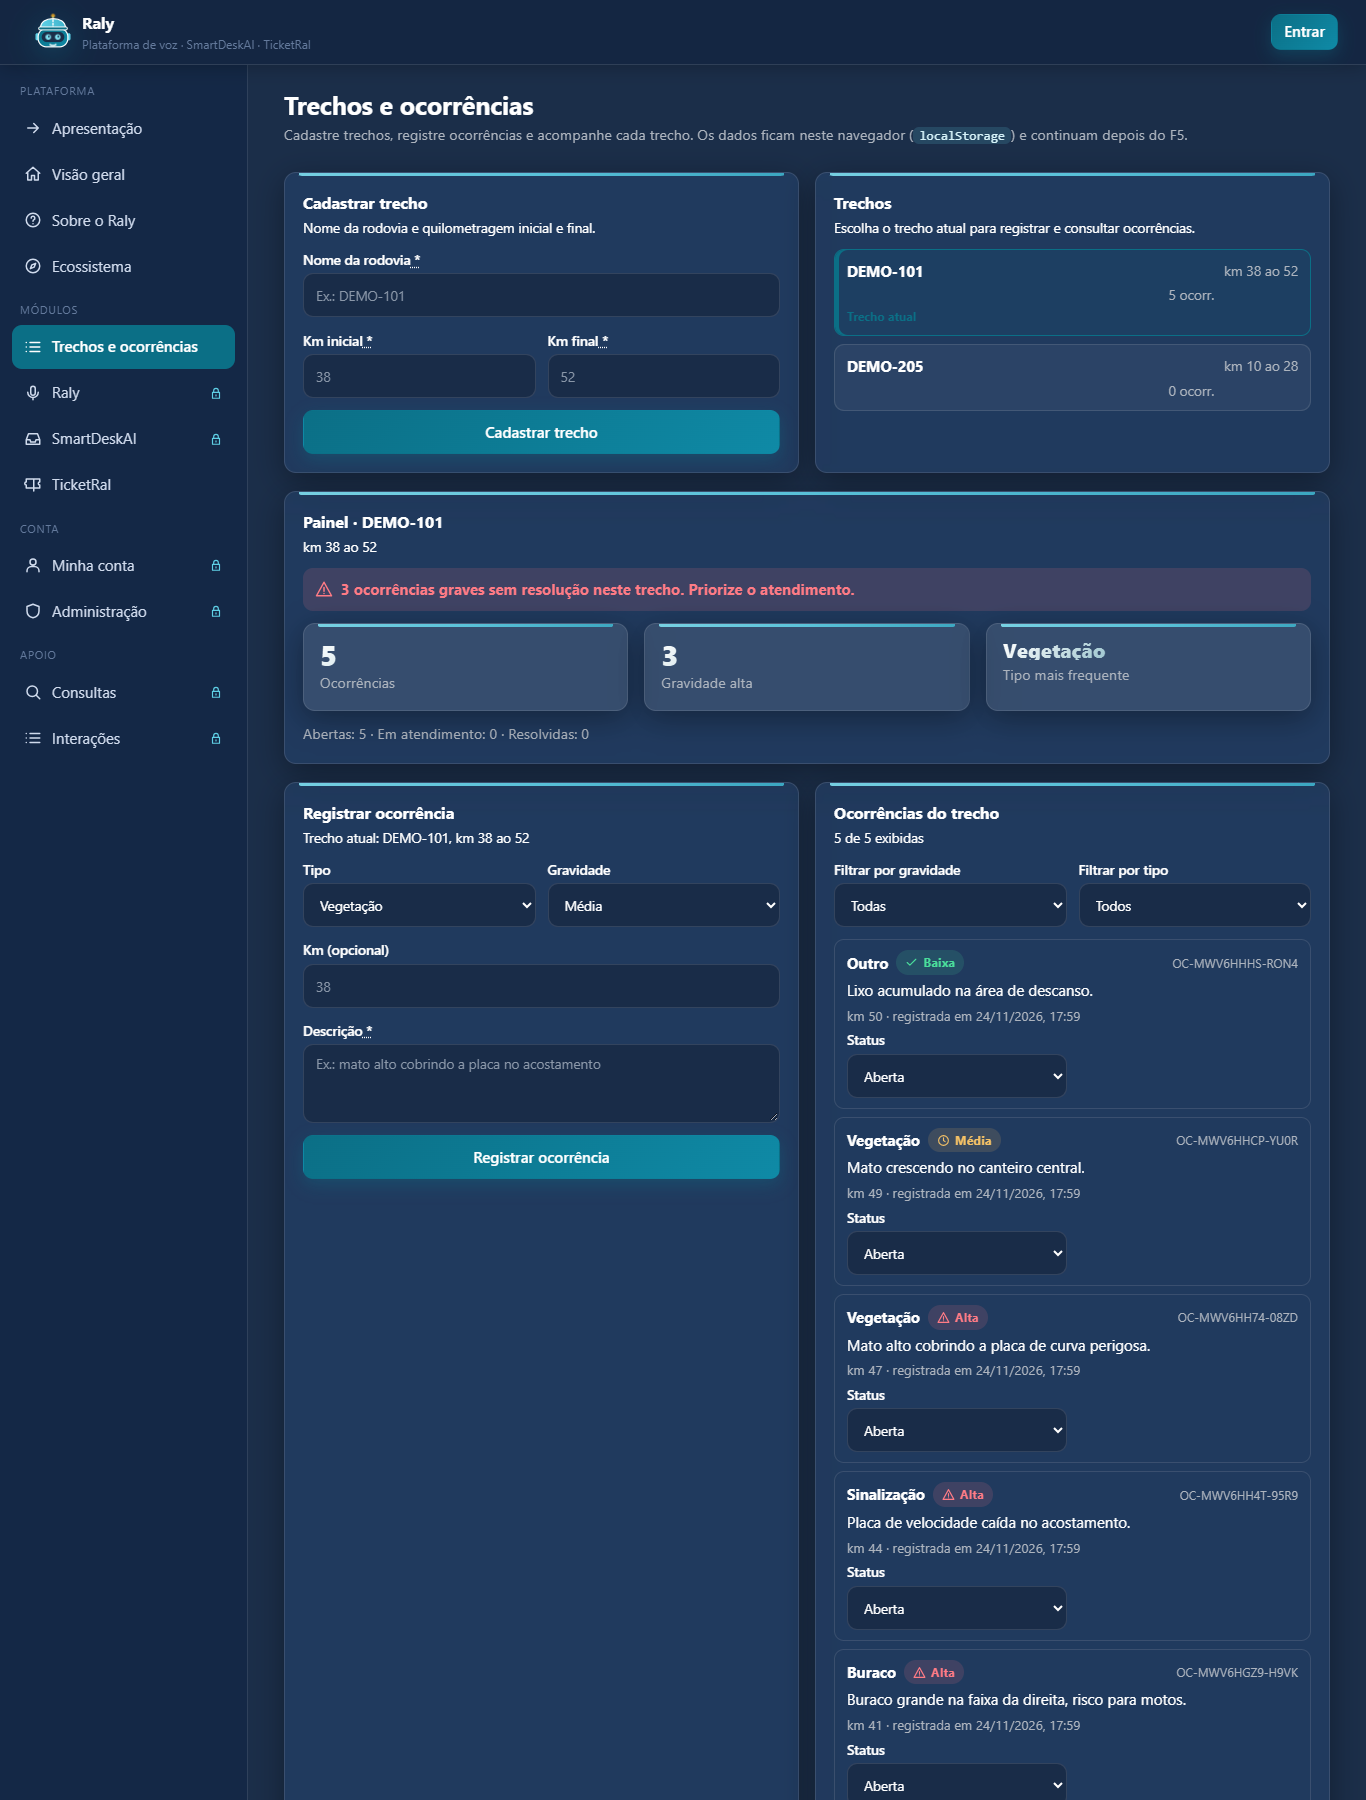 Raly
Plataforma de voz · SmartDeskAI · TicketRal
Entrar
PLATAFORMA
Apresentação
Visão geral
Sobre o Raly
Ecossistema
MÓDULOS
Trechos e ocorrências
Raly
SmartDeskAI
TicketRal
CONTA
Minha conta
Administração
APOIO
Consultas
Interações
Trechos e ocorrências
Cadastre trechos, registre ocorrências e acompanhe cada trecho. Os dados ficam neste navegador (localStorage) e continuam depois do F5.
Cadastrar trecho
Nome da rodovia e quilometragem inicial e final.
Nome da rodovia *
Ex.: DEMO-101
Km inicial * Km final *
38 52
Cadastrar trecho
Trechos
Escolha o trecho atual para registrar e consultar ocorrências.
DEMO-101 km 38 ao 52
5 ocorr.
Trecho atual
DEMO-205 km 10 ao 28
0 ocorr.
Painel · DEMO-101
km 38 ao 52
3 ocorrências graves sem resolução neste trecho. Priorize o atendimento.
5
Ocorrências
3
Gravidade alta
Vegetação
Tipo mais frequente
Abertas: 5 · Em atendimento: 0 · Resolvidas: 0
Registrar ocorrência
Trecho atual: DEMO-101, km 38 ao 52
Tipo Gravidade
Vegetação Média
Km (opcional)
38
Descrição *
Ex.: mato alto cobrindo a placa no acostamento
Registrar ocorrência
Ocorrências do trecho
5 de 5 exibidas
Filtrar por gravidade Filtrar por tipo
Todas Todos
Outro Baixa OC-MWV6HHHS-RON4
Lixo acumulado na área de descanso.
km 50 · registrada em 24/11/2026, 17:59
Status
Aberta
Vegetação Média OC-MWV6HHCP-YU0R
Mato crescendo no canteiro central.
km 49 · registrada em 24/11/2026, 17:59
Status
Aberta
Vegetação Alta OC-MWV6HH74-08ZD
Mato alto cobrindo a placa de curva perigosa.
km 47 · registrada em 24/11/2026, 17:59
Status
Aberta
Sinalização Alta OC-MWV6HH4T-95R9
Placa de velocidade caída no acostamento.
km 44 · registrada em 24/11/2026, 17:59
Status
Aberta
Buraco Alta OC-MWV6HGZ9-H9VK
Buraco grande na faixa da direita, risco para motos.
km 41 · registrada em 24/11/2026, 17:59
Status
Aberta